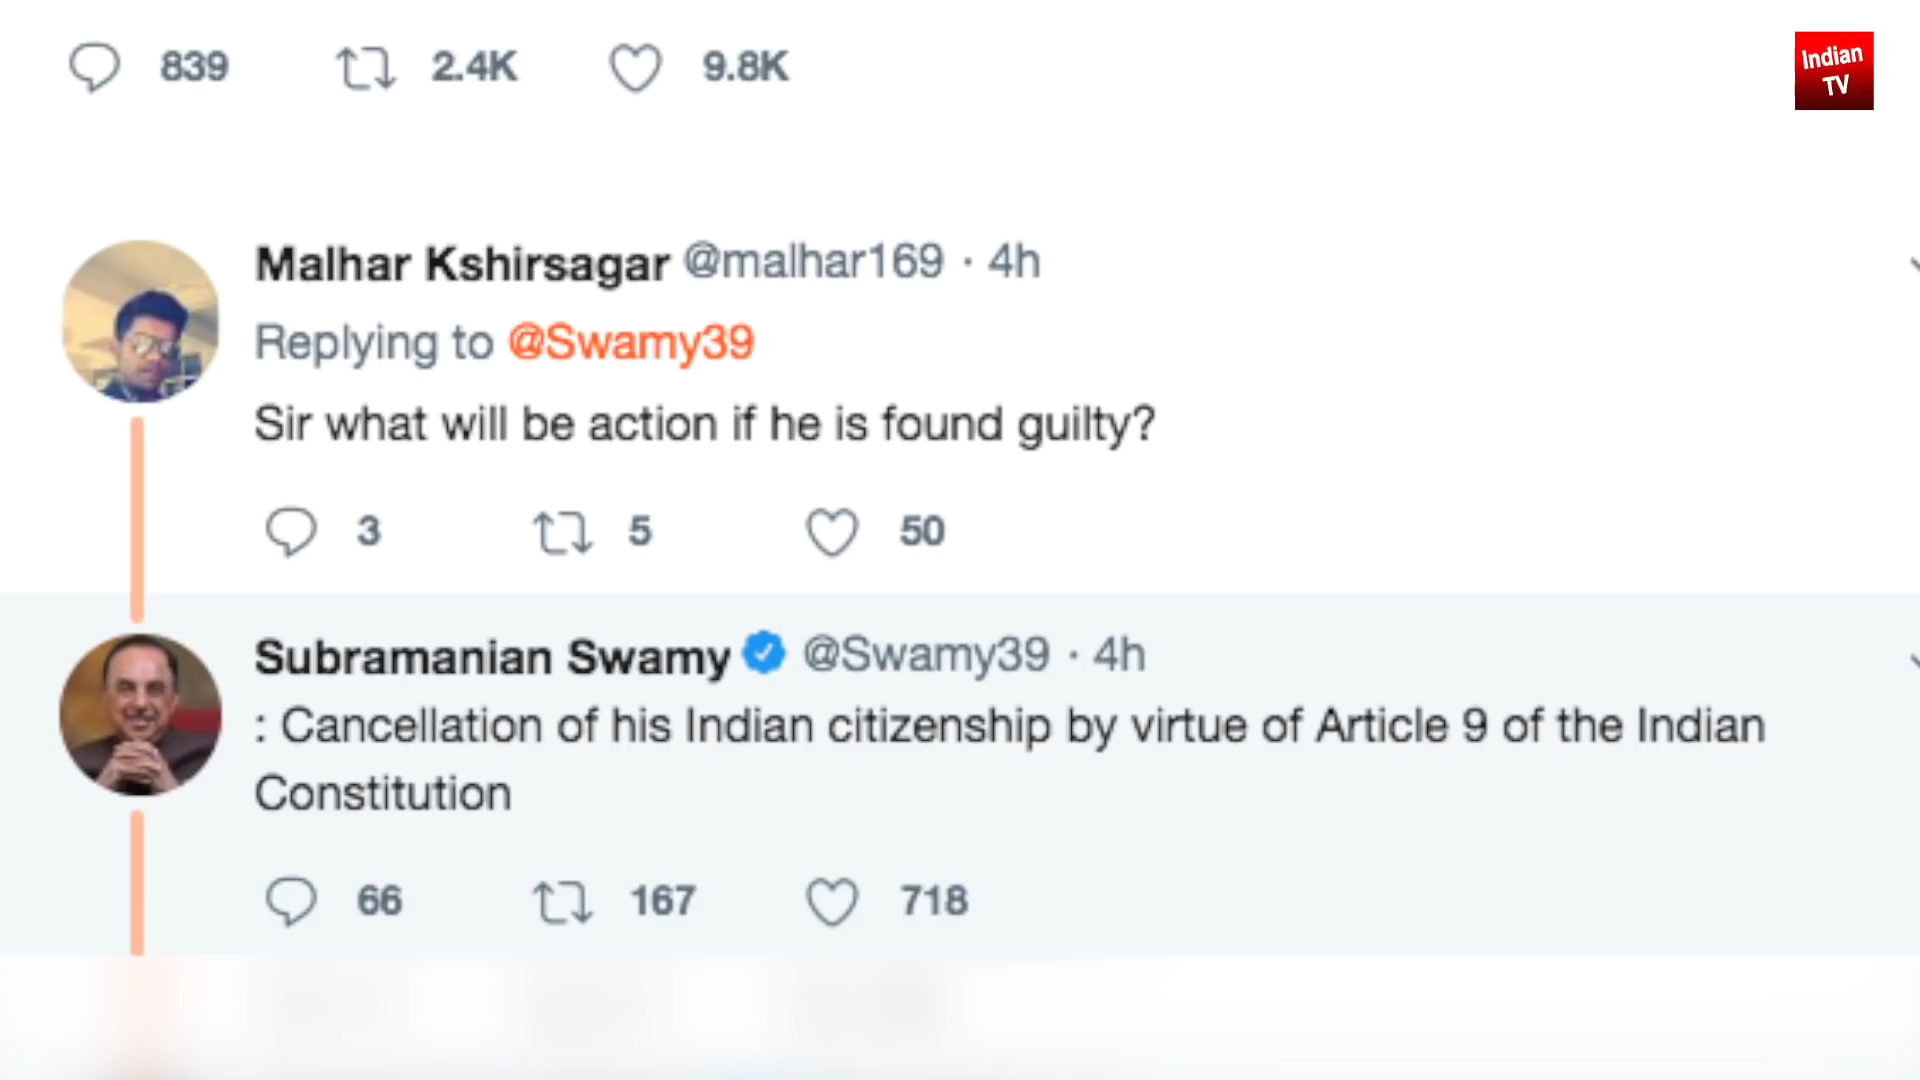 839 2.4K 9.8K
Indian
TV
Malhar Kshirsagar @malhar169 · 4h
Replying to @Swamy39
Sir what will be action if he is found guilty?
3 5 50
Subramanian Swamy @Swamy39 · 4h
: Cancellation of his Indian citizenship by virtue of Article 9 of the Indian
Constitution
66 167 718